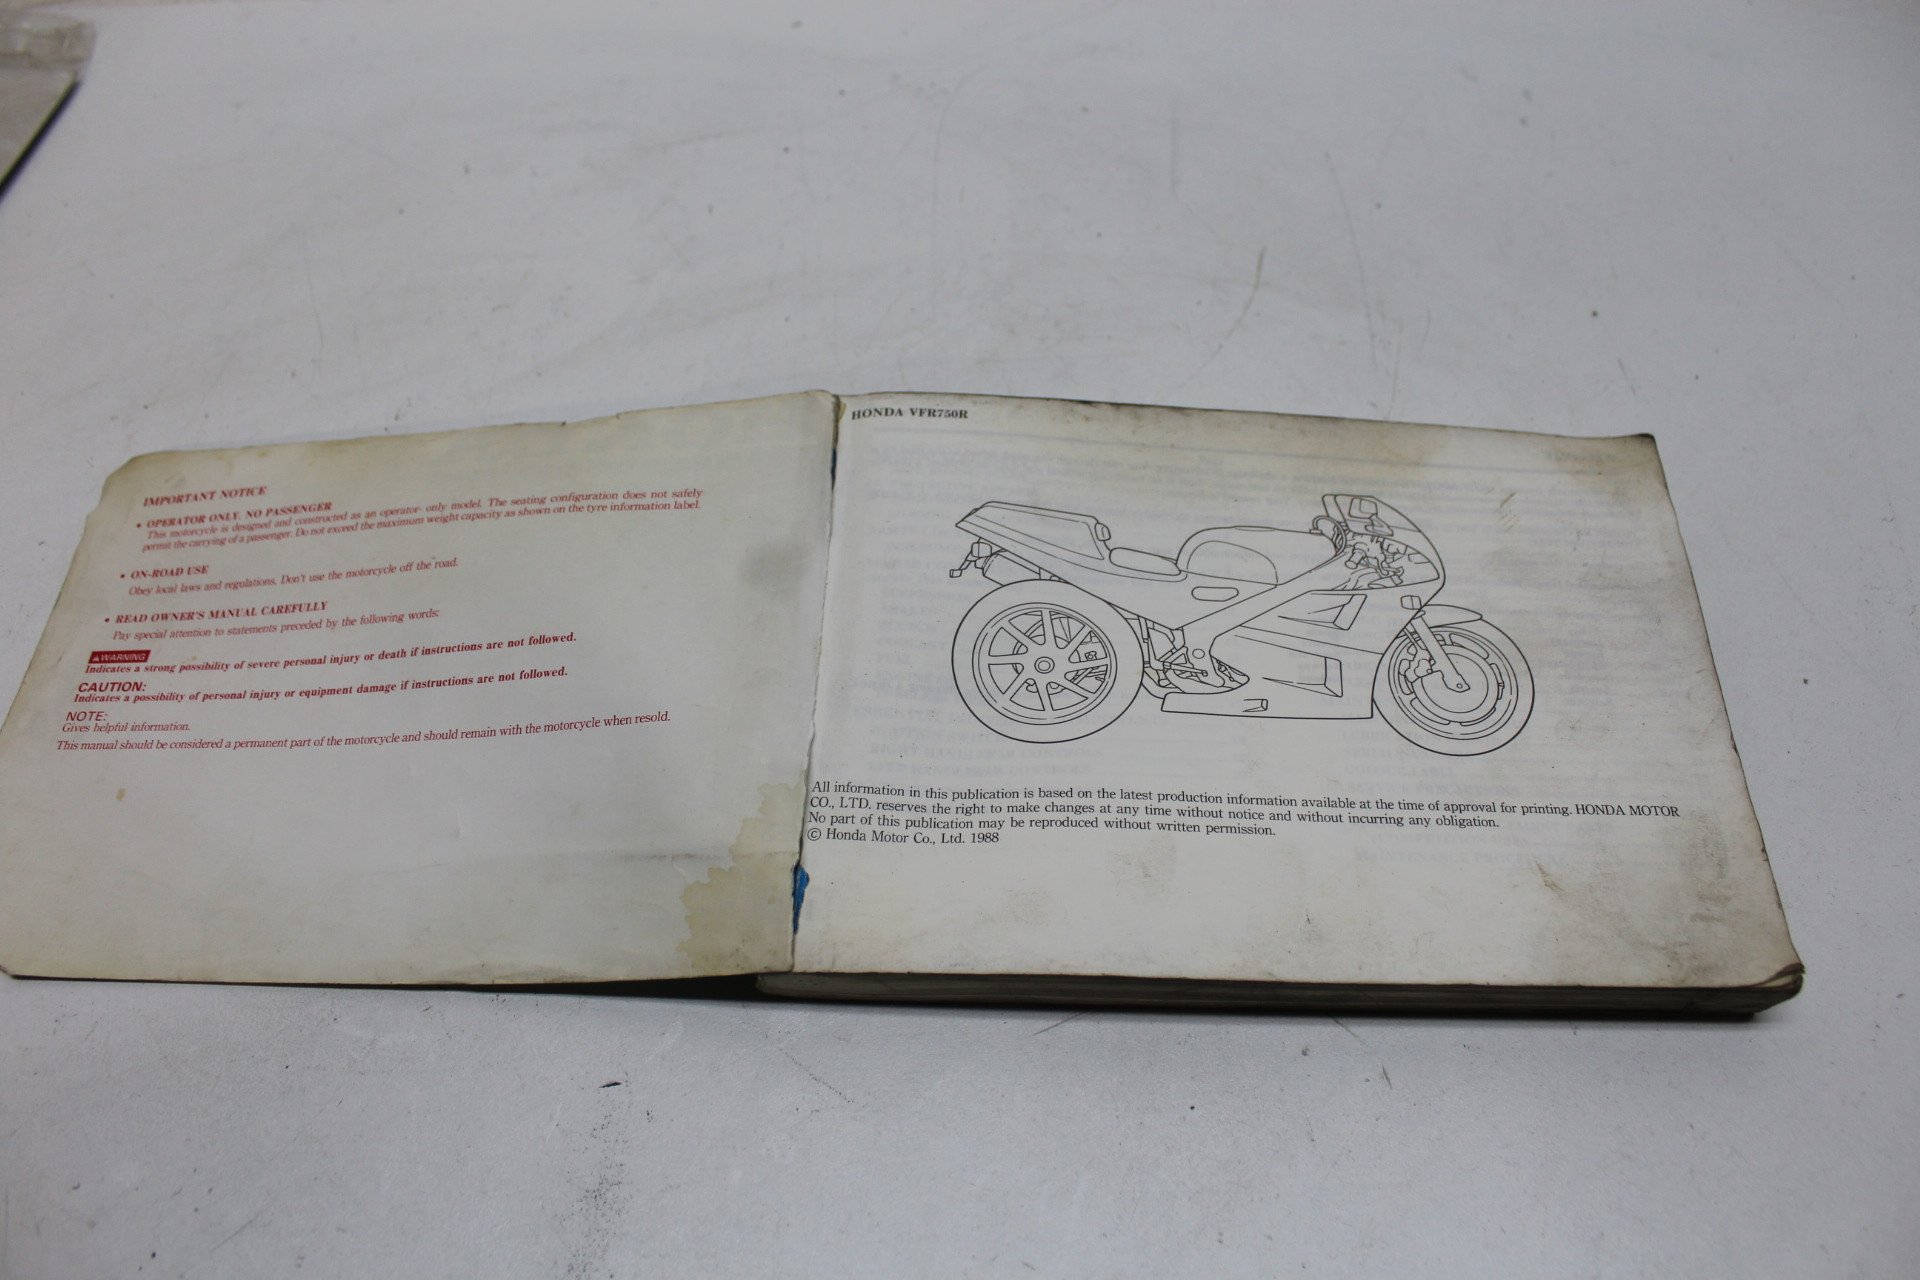 IMPORTANT NOTICE
• OPERATOR ONLY. NO PASSENGER
This motorcycle is designed and constructed as an operator- only model. The seating configuration does not safely
permit the carrying of a passenger. Do not exceed the maximum weight capacity as shown on the tyre information label.
• ON-ROAD USE
Obey local laws and regulations. Don't use the motorcycle off the road.
• READ OWNER'S MANUAL CAREFULLY
Pay special attention to statements preceded by the following words:
WARNING
Indicates a strong possibility of severe personal injury or death if instructions are not followed.
CAUTION:
Indicates a possibility of personal injury or equipment damage if instructions are not followed.
NOTE:
Gives helpful information.
This manual should be considered a permanent part of the motorcycle and should remain with the motorcycle when resold.
HONDA VFR750R
All information in this publication is based on the latest production information available at the time of approval for printing. HONDA MOTOR
CO., LTD. reserves the right to make changes at any time without notice and without incurring any obligation.
No part of this publication may be reproduced without written permission.
© Honda Motor Co., Ltd. 1988